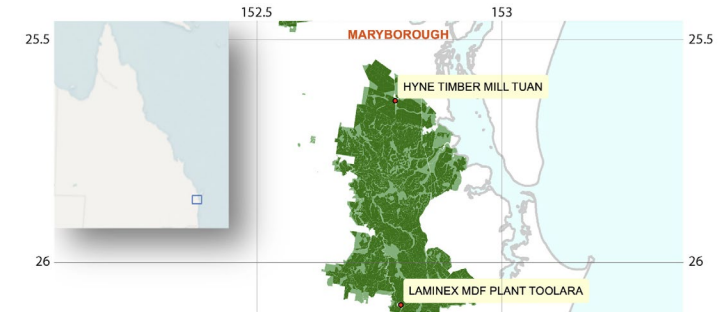 152.5
153
25.5
MARYBOROUGH
25.5
HYNE TIMBER MILL TUAN
26
26
LAMINEX MDF PLANT TOOLARA